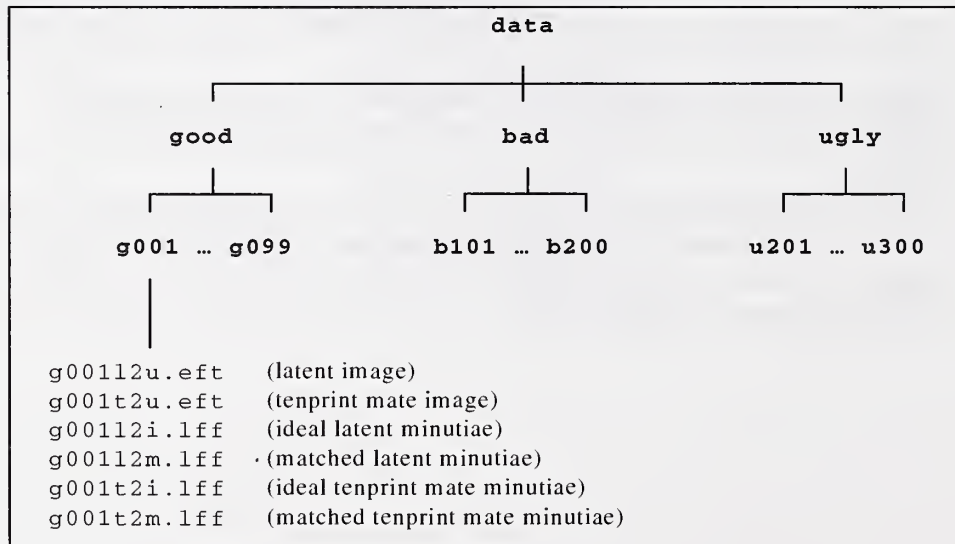 data
good bad ugly
g001 … g099 b101 … b200 u201 … u300
g001l2u.eft (latent image)
g001t2u.eft (tenprint mate image)
g001l2i.lff (ideal latent minutiae)
g001l2m.lff (matched latent minutiae)
g001t2i.lff (ideal tenprint mate minutiae)
g001t2m.lff (matched tenprint mate minutiae)